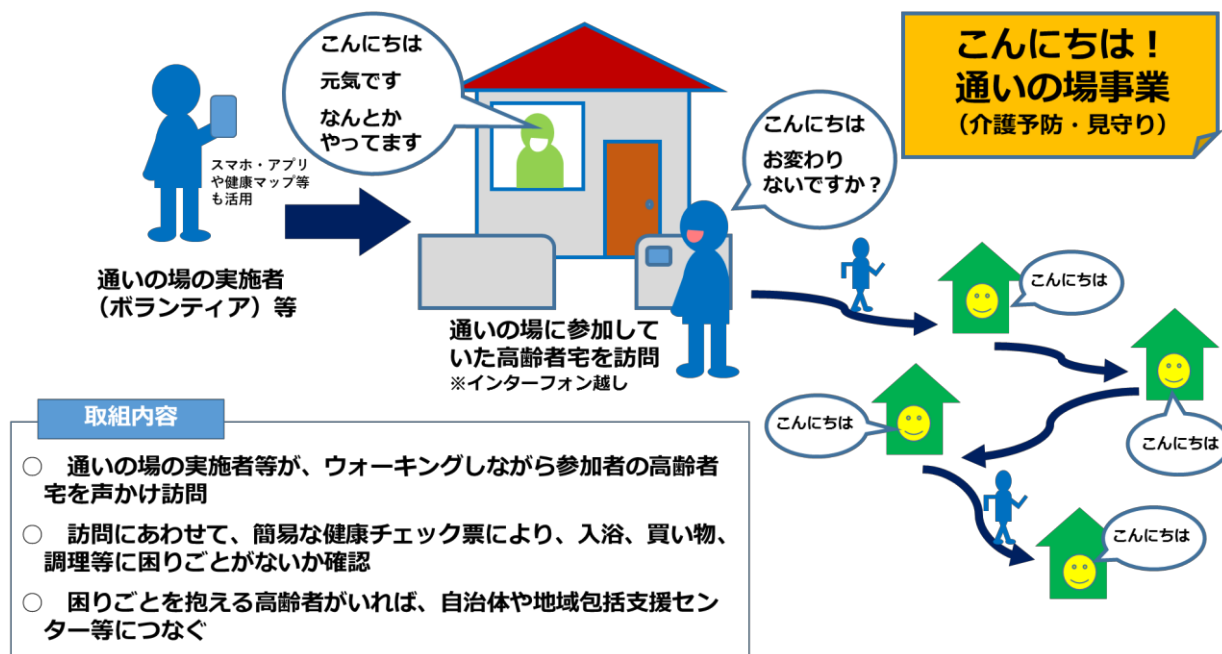 こんにちは！
通いの場事業
（介護予防・見守り）
こんにちは
元気です
なんとか
やってます
こんにちは
お変わり
ないですか？
スマホ・アプリ
や健康マップ等
も活用
通いの場の実施者
（ボランティア）等
通いの場に参加して
いた高齢者宅を訪問
※インターフォン越し
こんにちは
こんにちは
こんにちは
こんにちは
取組内容
○　通いの場の実施者等が、ウォーキングしながら参加者の高齢者
宅を声かけ訪問
○　訪問にあわせて、簡易な健康チェック票により、入浴、買い物、
調理等に困りごとがないか確認
○　困りごとを抱える高齢者がいれば、自治体や地域包括支援セン
ター等につなぐ